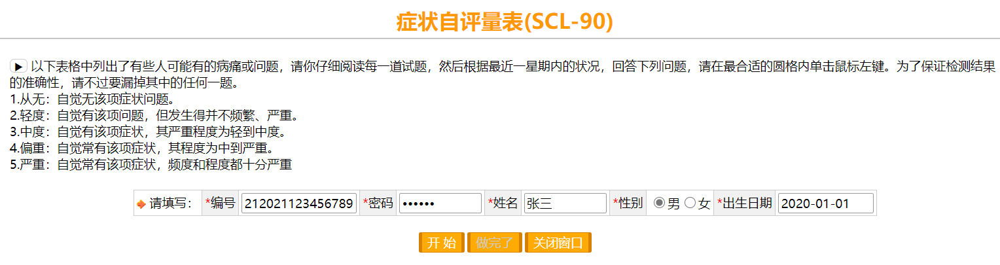 症状自评量表(SCL-90)
以下表格中列出了有些人可能有的病痛或问题，请你仔细阅读每一道试题，然后根据最近一星期内的状况，回答下列问题，请在最合适的圆格内单击鼠标左键。为了保证检测结果
的准确性，请不过要漏掉其中的任何一题。
1.从无：自觉无该项症状问题。
2.轻度：自觉有该项问题，但发生得并不频繁、严重。
3.中度：自觉有该项症状，其严重程度为轻到中度。
4.偏重：自觉常有该项症状，其程度为中到严重。
5.严重：自觉常有该项症状，频度和程度都十分严重
请填写： *编号 212021123456789 *密码 •••••• *姓名 张三 *性别 男 女 *出生日期 2020-01-01
开 始 做完了 关闭窗口